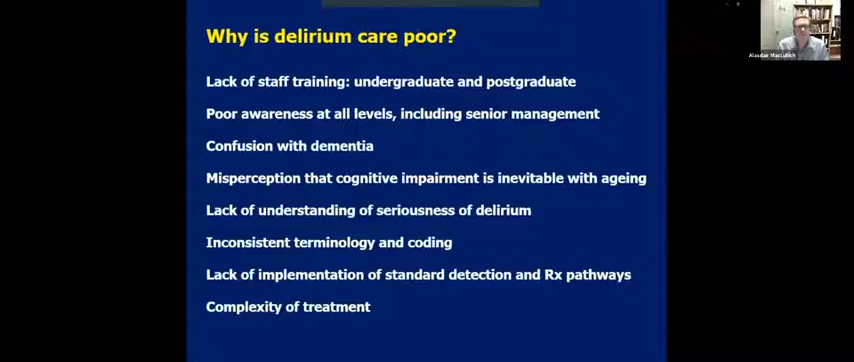 Why is delirium care poor?
Lack of staff training: undergraduate and postgraduate
Poor awareness at all levels, including senior management
Confusion with dementia
Misperception that cognitive impairment is inevitable with ageing
Lack of understanding of seriousness of delirium
Inconsistent terminology and coding
Lack of implementation of standard detection and Rx pathways
Complexity of treatment
Alasdair MacLullich